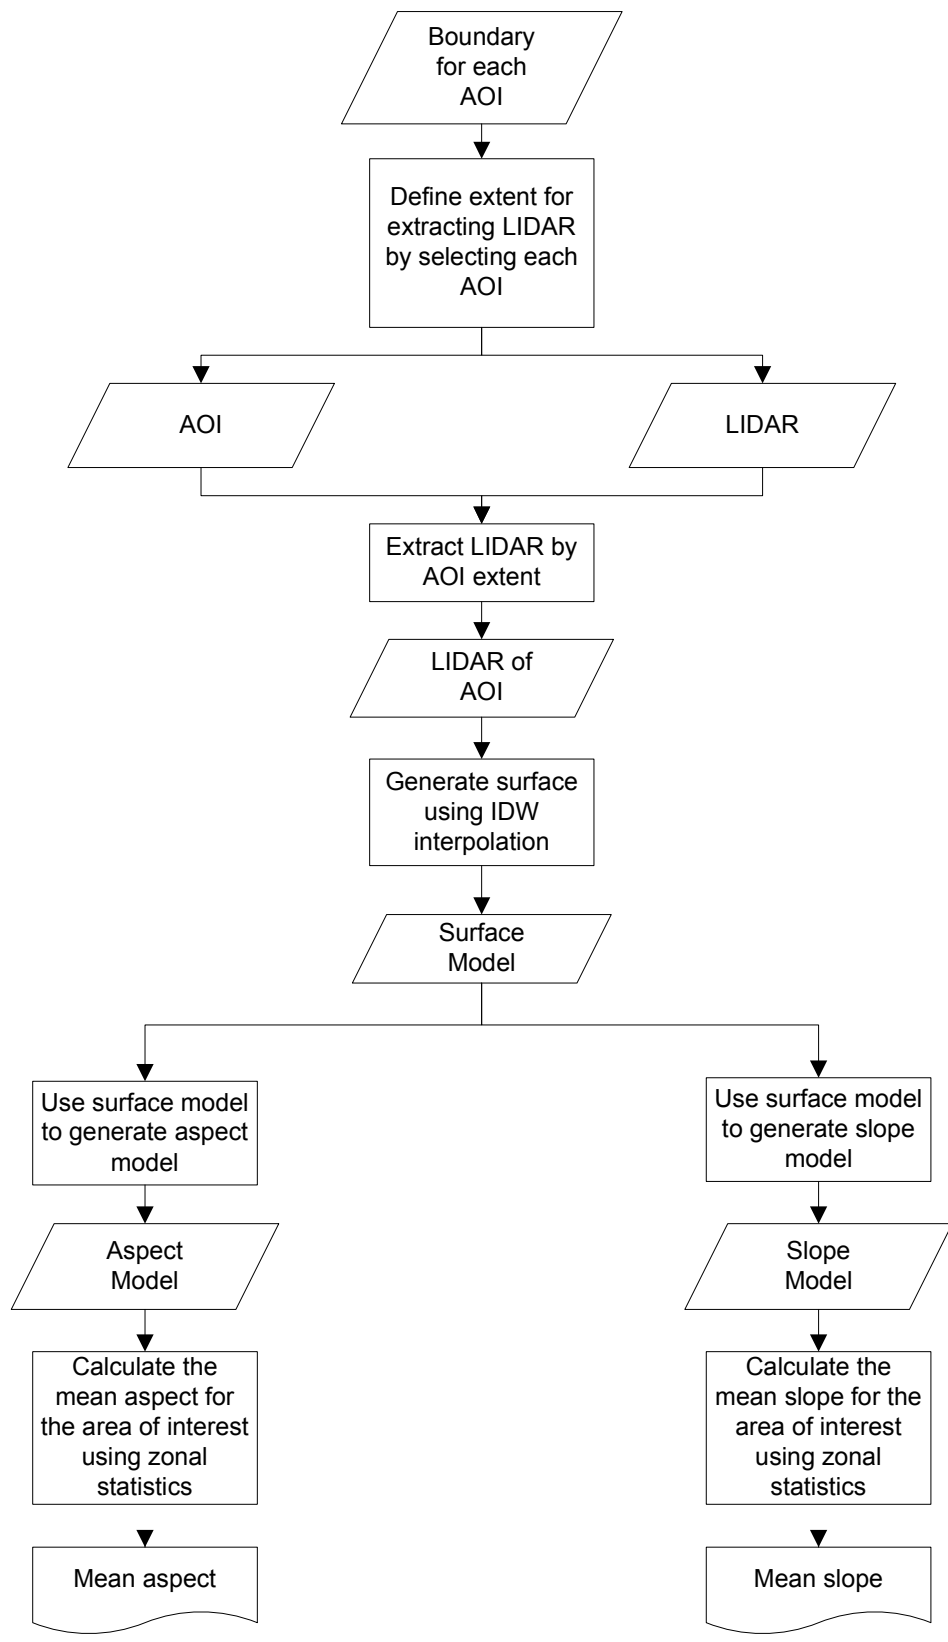 Boundary
for each
AOI
Define extent for
extracting LIDAR
by selecting each
AOI
AOI
LIDAR
Extract LIDAR by
AOI extent
LIDAR of
AOI
Generate surface
using IDW
interpolation
Surface
Model
Use surface model
to generate aspect
model
Use surface model
to generate slope
model
Aspect
Model
Slope
Model
Calculate the
mean aspect for
the area of interest
using zonal
statistics
Calculate the
mean slope for the
area of interest
using zonal
statistics
Mean aspect
Mean slope